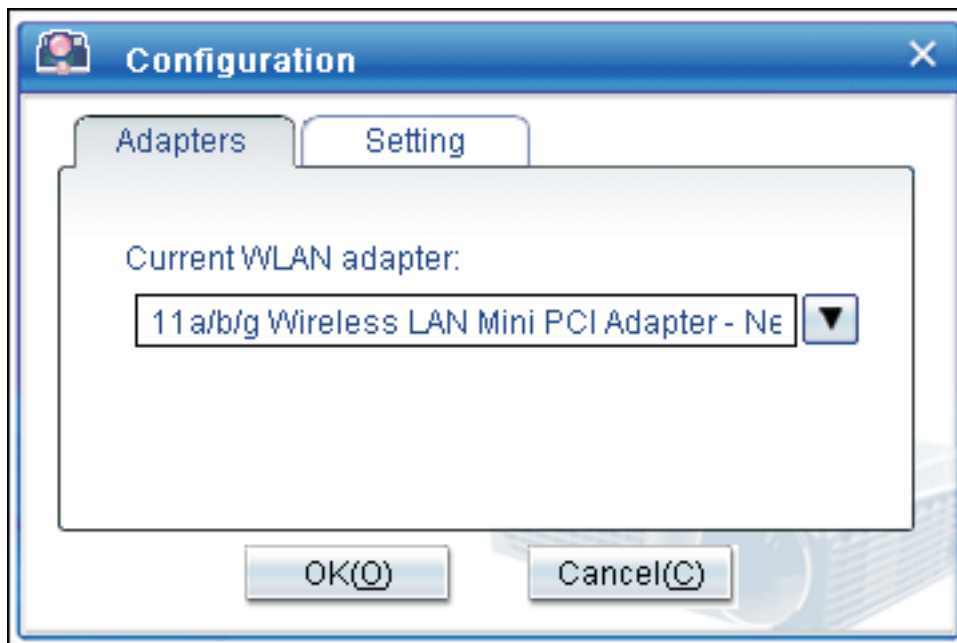 Configuration
Adapters Setting
Current WLAN adapter:
11a/b/g Wireless LAN Mini PCI Adapter - Ne
OK(O) Cancel(C)